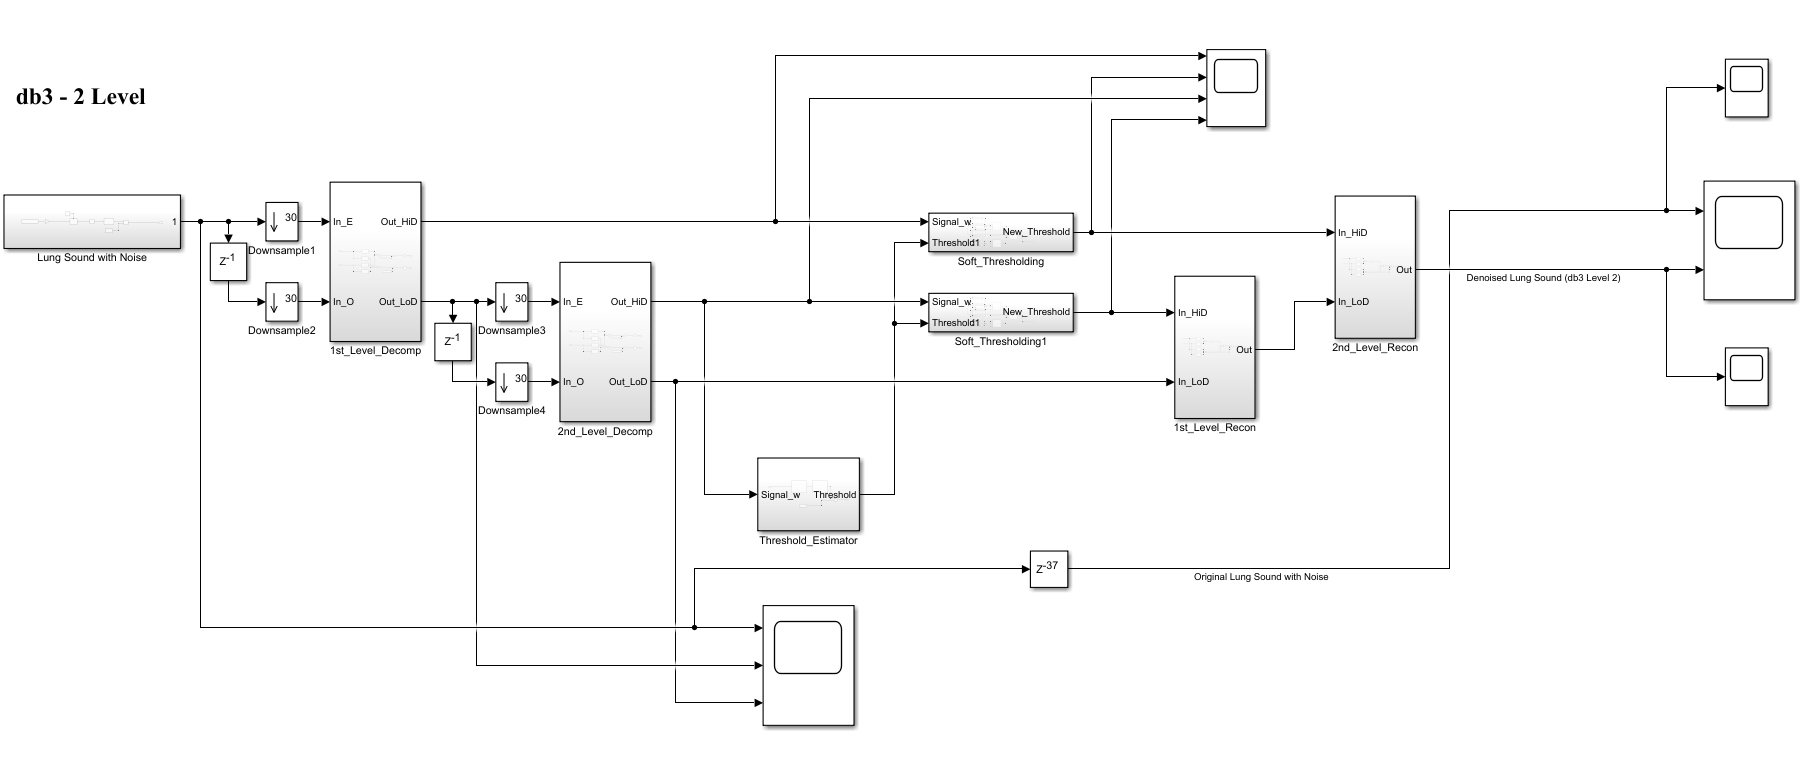 db3 - 2 Level
1
Lung Sound with Noise
Z-1
30
Downsample1
30
Downsample2
In_E
Out_HiD
In_O
Out_LoD
1st_Level_Decomp
Z-1
30
Downsample3
30
Downsample4
In_E
Out_HiD
In_O
Out_LoD
2nd_Level_Decomp
Signal_w
Threshold
Threshold_Estimator
Signal_w
New_Threshold
Threshold1
Soft_Thresholding
Signal_w
New_Threshold
Threshold1
Soft_Thresholding1
In_HiD
Out
In_LoD
1st_Level_Recon
In_HiD
Out
In_LoD
2nd_Level_Recon
Denoised Lung Sound (db3 Level 2)
Z-37
Original Lung Sound with Noise